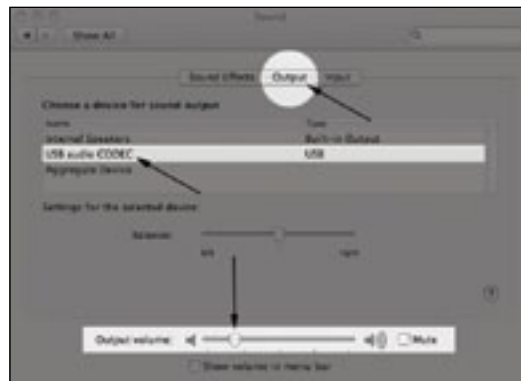 Sound
Show All
Sound Effects Output Input
Choose a device for sound output
Name Type
Internal Speakers Built-in Output
USB audio CODEC USB
Aggregate Device
Settings for the selected device:
Balance:
left right
?
Output volume: Mute
Show volume in menu bar